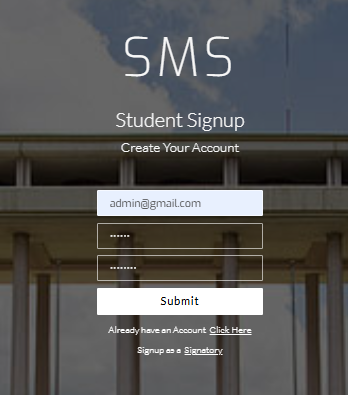 SMS
Student Signup
Create Your Account
admin@gmail.com
••••••
••••••••
Submit
Already have an Account Click Here
Signup as a Signatory